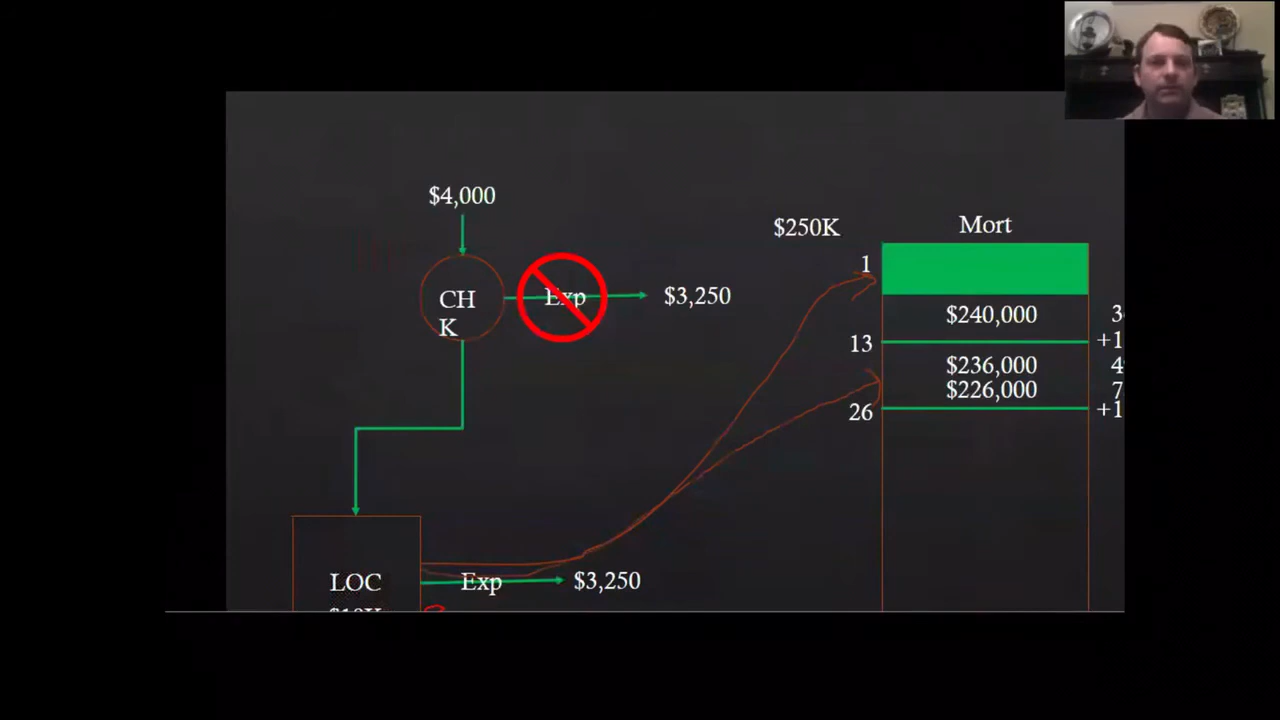 $4,000
$250K
Mort
1
CH
K
Exp
$3,250
$240,000
13
+1
$236,000
$226,000
26
+1
LOC
Exp
$3,250